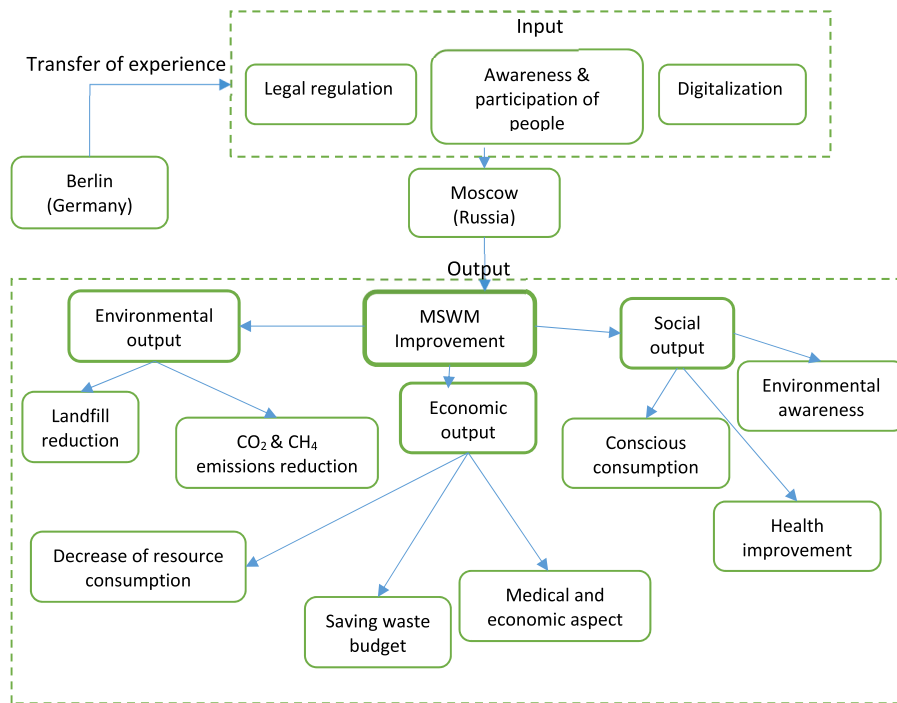 Input
Transfer of experience
Legal regulation
Awareness &
participation of
people
Digitalization
Berlin
(Germany)
Moscow
(Russia)
Output
Environmental
output
MSWM
Improvement
Social
output
Landfill
reduction
CO₂ & CH₄
emissions reduction
Economic
output
Conscious
consumption
Environmental
awareness
Decrease of resource
consumption
Saving waste
budget
Medical and
economic aspect
Health
improvement